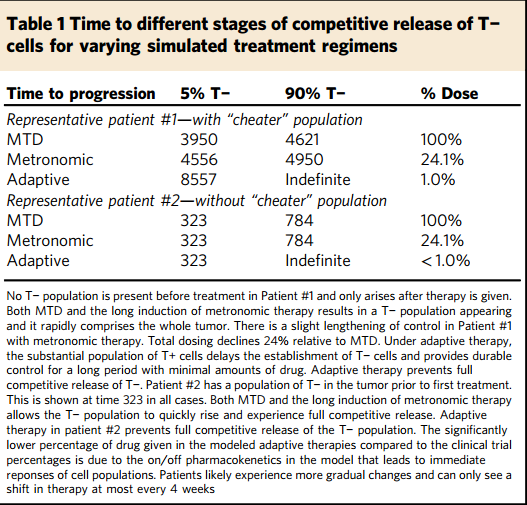 Table 1 Time to different stages of competitive release of T−
cells for varying simulated treatment regimens
Time to progression 5% T− 90% T− % Dose
Representative patient #1—with “cheater” population
MTD 3950 4621 100%
Metronomic 4556 4950 24.1%
Adaptive 8557 Indefinite 1.0%
Representative patient #2—without “cheater” population
MTD 323 784 100%
Metronomic 323 784 24.1%
Adaptive 323 Indefinite <1.0%
No T− population is present before treatment in Patient #1 and only arises after therapy is given.
Both MTD and the long induction of metronomic therapy results in a T− population appearing
and it rapidly comprises the whole tumor. There is a slight lengthening of control in Patient #1
with metronomic therapy. Total dosing declines 24% relative to MTD. Under adaptive therapy,
the substantial population of T+ cells delays the establishment of T− cells and provides durable
control for a long period with minimal amounts of drug. Adaptive therapy prevents full
competitive release of T−. Patient #2 has a population of T− in the tumor prior to first treatment.
This is shown at time 323 in all cases. Both MTD and the long induction of metronomic therapy
allows the T− population to quickly rise and experience full competitive release. Adaptive
therapy in patient #2 prevents full competitive release of the T− population. The significantly
lower percentage of drug given in the modeled adaptive therapies compared to the clinical trial
percentages is due to the on/off pharmacokenetics in the model that leads to immediate
reponses of cell populations. Patients likely experience more gradual changes and can only see a
shift in therapy at most every 4 weeks